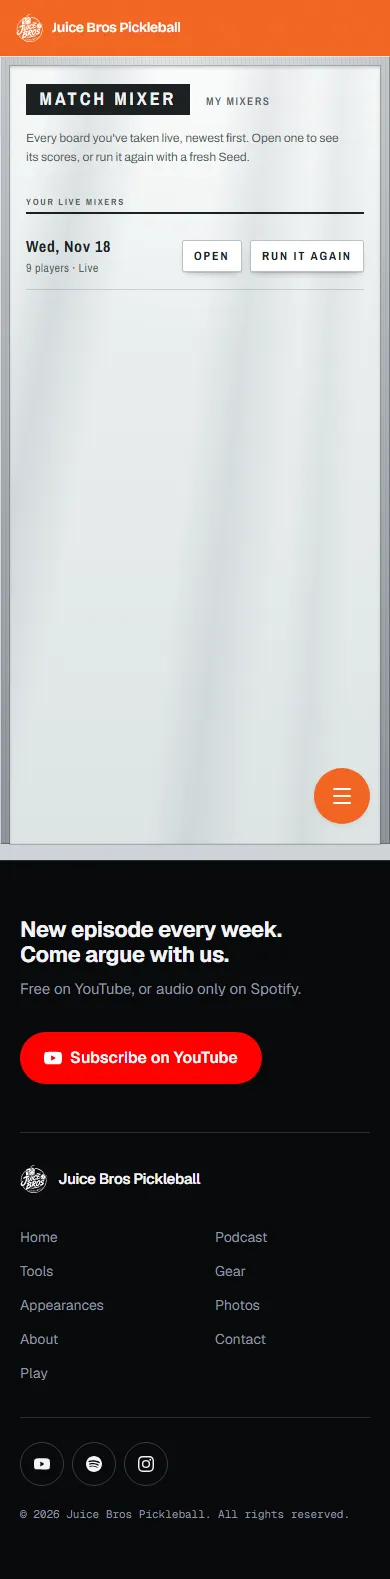 JUICE BROS
Juice Bros Pickleball
MATCH MIXER
MY MIXERS
Every board you've taken live, newest first. Open one to see
its scores, or run it again with a fresh Seed.
YOUR LIVE MIXERS
Wed, Nov 18
9 players · Live
OPEN
RUN IT AGAIN
New episode every week.
Come argue with us.
Free on YouTube, or audio only on Spotify.
Subscribe on YouTube
JUICE BROS
Juice Bros Pickleball
Home
Podcast
Tools
Gear
Appearances
Photos
About
Contact
Play
© 2026 Juice Bros Pickleball. All rights reserved.